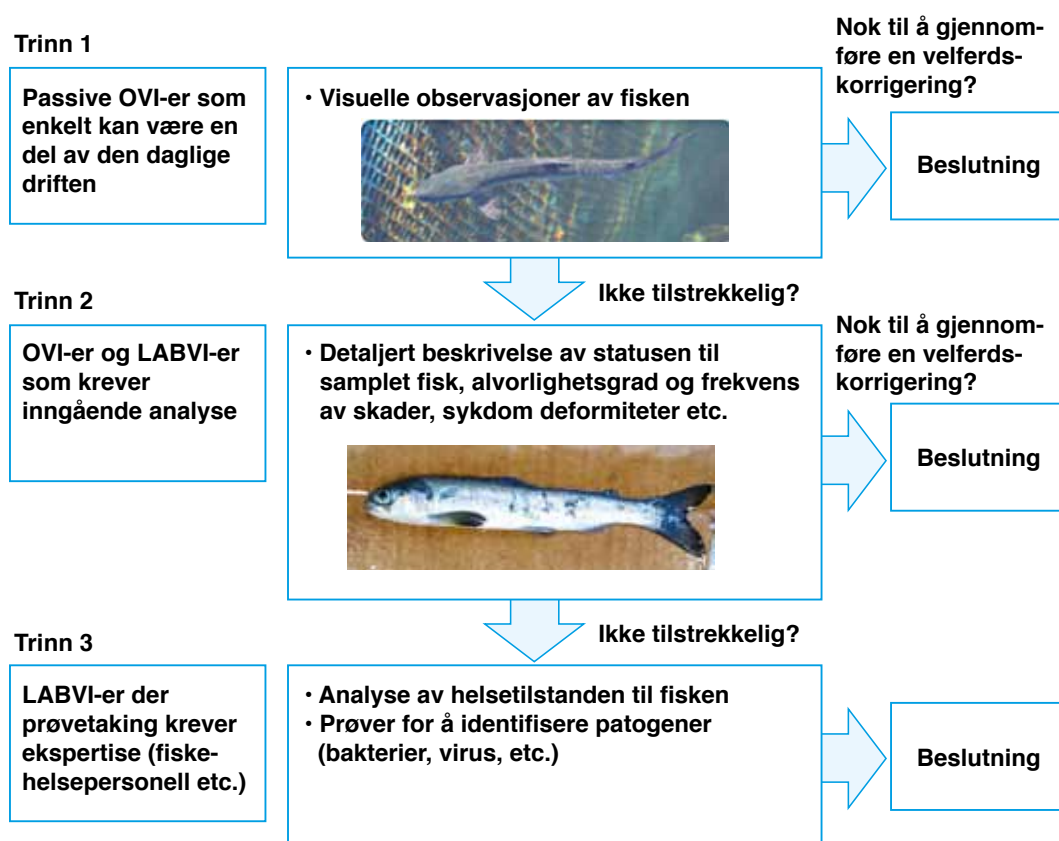 Trinn 1
Passive OVI-er som
enkelt kan være en
del av den daglige
driften
• Visuelle observasjoner av fisken
Nok til å gjennom-
føre en velferds-
korrigering?
Beslutning
Ikke tilstrekkelig?
Trinn 2
OVI-er og LABVI-er
som krever
inngående analyse
• Detaljert beskrivelse av statusen til
samplet fisk, alvorlighetsgrad og frekvens
av skader, sykdom deformiteter etc.
Nok til å gjennom-
føre en velferds-
korrigering?
Beslutning
Ikke tilstrekkelig?
Trinn 3
LABVI-er der
prøvetaking krever
ekspertise (fiske-
helsepersonell etc.)
• Analyse av helsetilstanden til fisken
• Prøver for å identifisere patogener
(bakterier, virus, etc.)
Beslutning